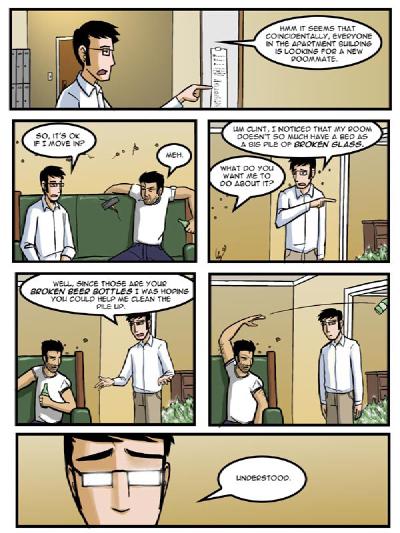 HMM IT SEEMS THAT
COINCIDENTALLY, EVERYONE
IN THE APARTMENT BUILDING
IS LOOKING FOR A NEW
ROOMMATE.
SO, IT'S OK
IF I MOVE IN?
MEH.
UM CLINT, I NOTICED THAT MY ROOM
DOESN'T SO MUCH HAVE A BED AS
A BIG PILE OF BROKEN GLASS.
WHAT DO YOU
WANT ME TO
DO ABOUT IT?
WELL, SINCE THOSE ARE YOUR
BROKEN BEER BOTTLES I WAS HOPING
YOU COULD HELP ME CLEAN THE
PILE UP.
UNDERSTOOD.